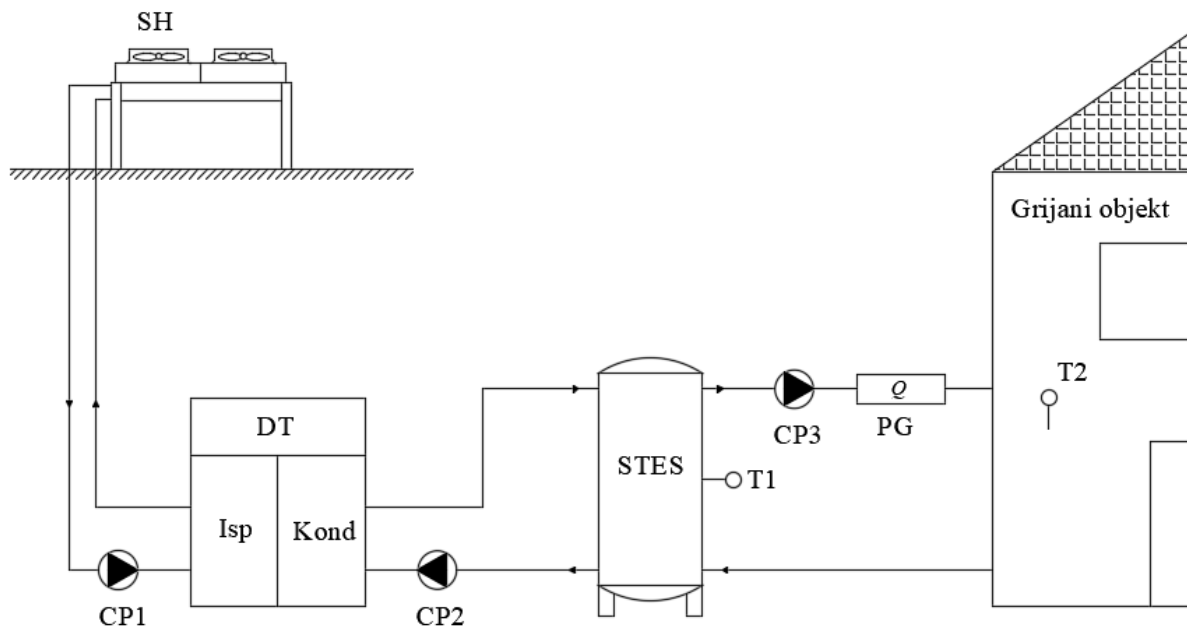 SH
Grijani objekt
T2
Q
CP3
PG
DT
STES
T1
Isp
Kond
CP1
CP2